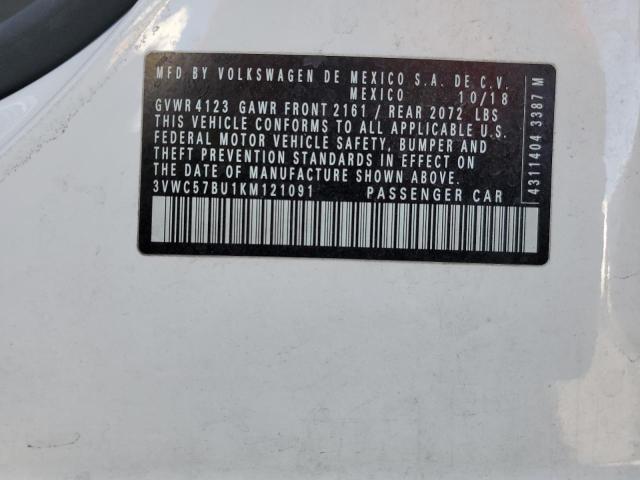 MFD BY VOLKSWAGEN DE MEXICO S.A. DE C.V.
MEXICO 10/18
GVWR 4123 GAWR FRONT 2161 / REAR 2072 LBS
THIS VEHICLE CONFORMS TO ALL APPLICABLE U.S.
FEDERAL MOTOR VEHICLE SAFETY, BUMPER AND
THEFT PREVENTION STANDARDS IN EFFECT ON
THE DATE OF MANUFACTURE SHOWN ABOVE.
3VWC57BU1KM121091 PASSENGER CAR
4311404 3387 M